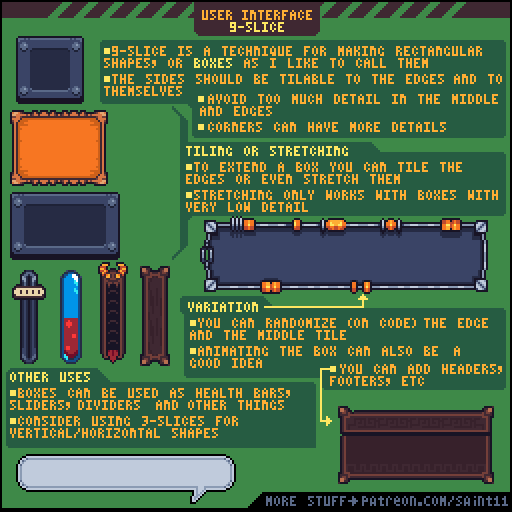 USER INTERFACE
9-SLICE
▪9-SLICE IS A TECHNIQUE FOR MAKING RECTANGULAR
SHAPES, OR BOXES AS I LIKE TO CALL THEM
▪THE SIDES SHOULD BE TILABLE TO THE EDGES AND TO
THEMSELVES
▪AVOID TOO MUCH DETAIL IN THE MIDDLE
AND EDGES
▪CORNERS CAN HAVE MORE DETAILS
TILING OR STRETCHING
▪TO EXTEND A BOX YOU CAN TILE THE
EDGES OR EVEN STRETCH THEM
▪STRETCHING ONLY WORKS WITH BOXES WITH
VERY LOW DETAIL
VARIATION
▪YOU CAN RANDOMIZE (ON CODE) THE EDGE
AND THE MIDDLE TILE
▪ANIMATING THE BOX CAN ALSO BE A
GOOD IDEA
▪YOU CAN ADD HEADERS,
FOOTERS, ETC
OTHER USES
▪BOXES CAN BE USED AS HEALTH BARS,
SLIDERS, DIVIDERS AND OTHER THINGS
▪CONSIDER USING 3-SLICES FOR
VERTICAL/HORIZONTAL SHAPES
MORE STUFF→PATREON.COM/SAINT11